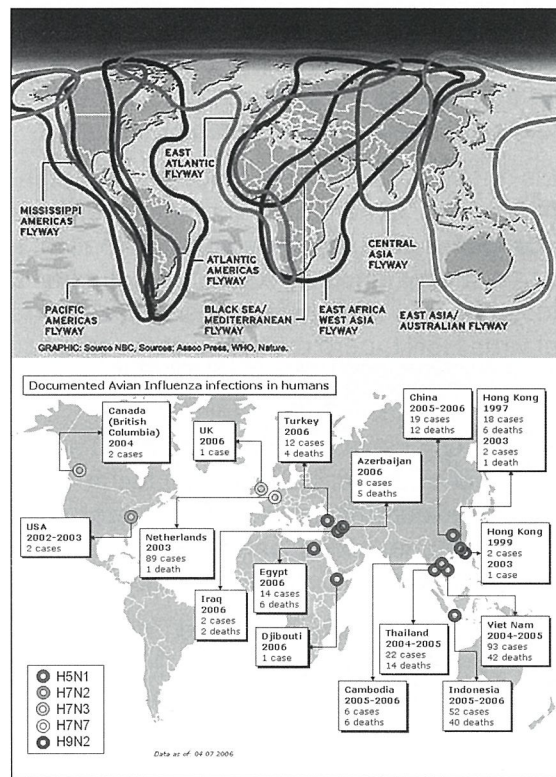 EAST
ATLANTIC
FLYWAY
MISSISSIPPI
AMERICAS
FLYWAY
PACIFIC
AMERICAS
FLYWAY
ATLANTIC
AMERICAS
FLYWAY
BLACK SEA/
MEDITERRANEAN
FLYWAY
EAST AFRICA
WEST ASIA
FLYWAY
CENTRAL
ASIA
FLYWAY
EAST ASIA/
AUSTRALIAN FLYWAY
GRAPHIC: Source NBC, Sources; Assoc Press, WHO, Nature.
Documented Avian Influenza infections in humans
Canada
(British
Columbia)
2004
2 cases
UK
2006
1 case
Turkey
2006
12 cases
4 deaths
China
2005-2006
19 cases
12 deaths
Hong Kong
1997
18 cases
6 deaths
2003
2 cases
1 death
Azerbaijan
2006
8 cases
5 deaths
USA
2002-2003
2 cases
Netherlands
2003
89 cases
1 death
Hong Kong
1999
2 cases
2003
1 case
Iraq
2006
2 cases
2 deaths
Egypt
2006
14 cases
6 deaths
Djibouti
2006
1 case
Thailand
2004-2005
22 cases
14 deaths
Viet Nam
2004-2005
93 cases
42 deaths
Cambodia
2005-2006
6 cases
6 deaths
Indonesia
2005-2006
52 cases
40 deaths
H5N1
H7N2
H7N3
H7N7
H9N2
Data as of 04 07 2006